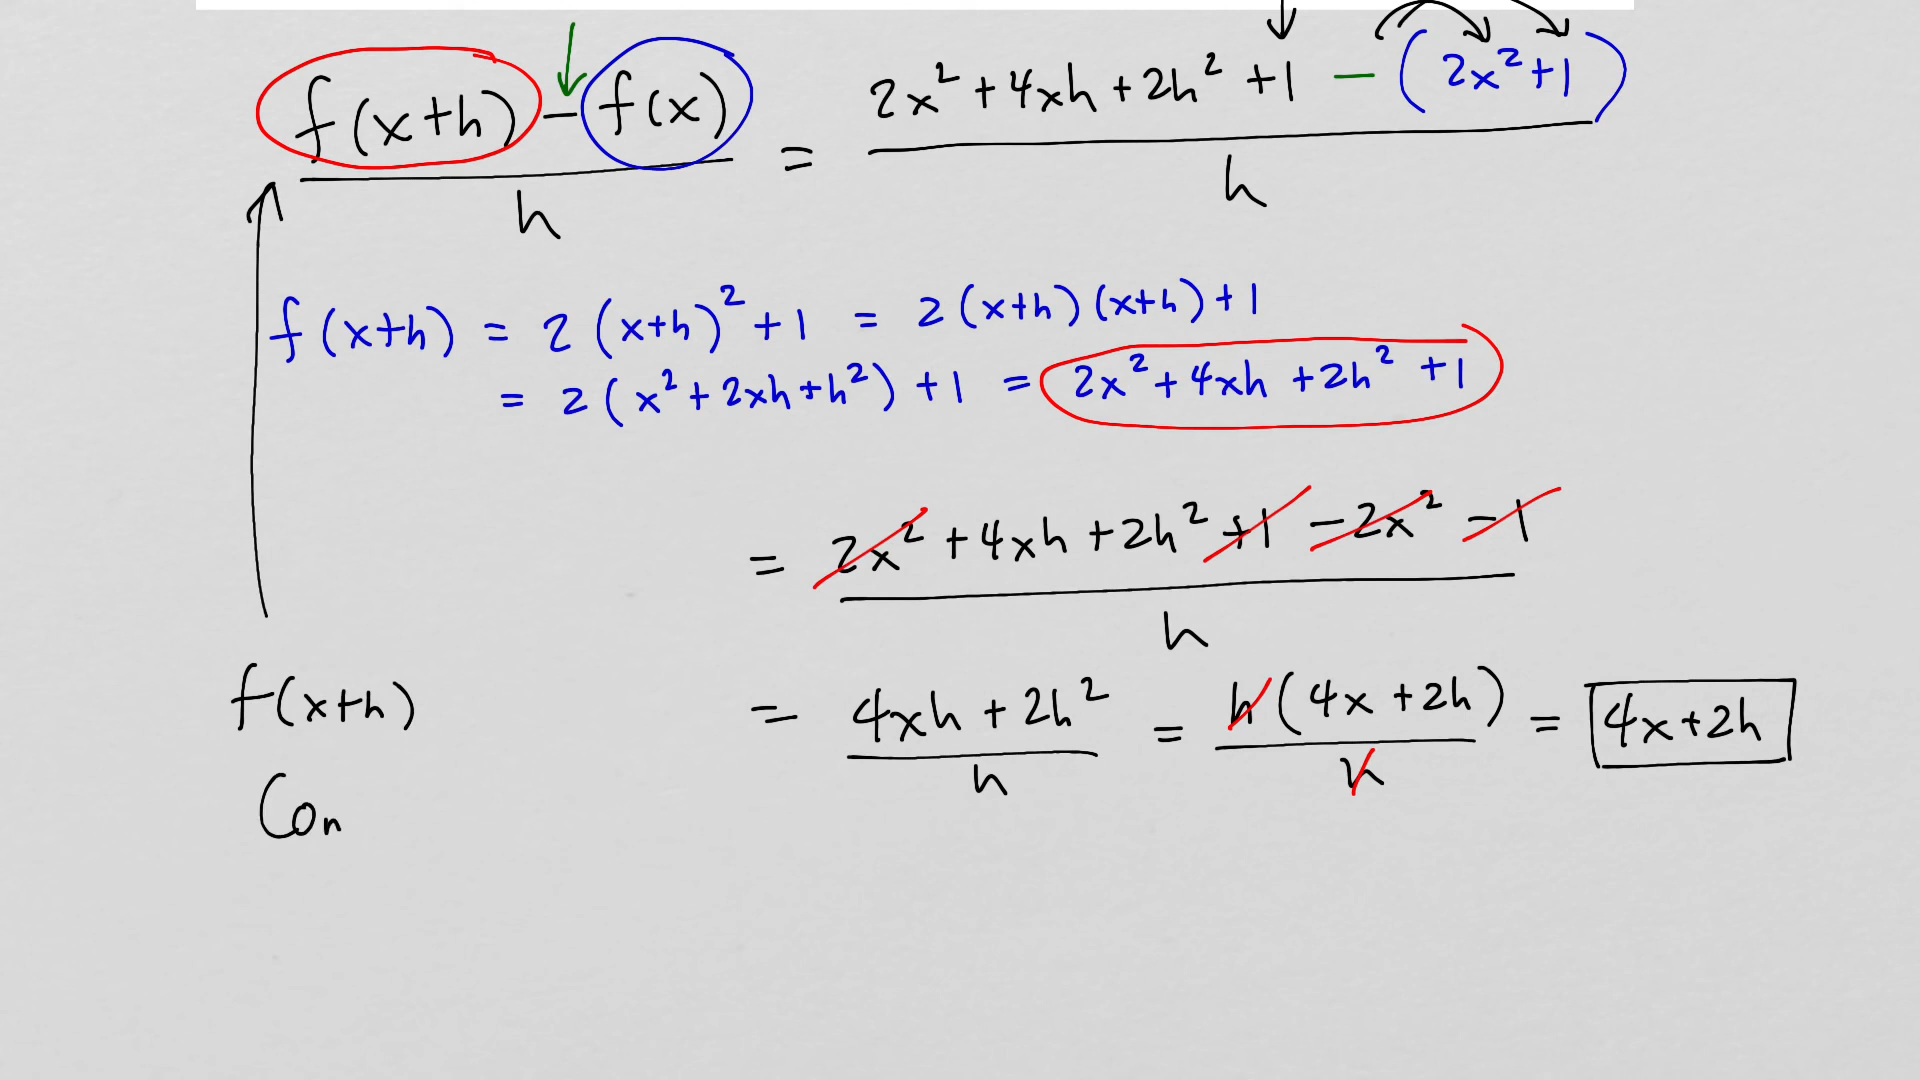 f(x+h) − f(x) / h = 2x² + 4xh + 2h² + 1 − (2x² + 1) / h
f(x+h) = 2(x+h)² + 1 = 2(x+h)(x+h) + 1
= 2(x² + 2xh + h²) + 1 = 2x² + 4xh + 2h² + 1
= 2x² + 4xh + 2h² + 1 − 2x² − 1 / h
f(x+h)
= 4xh + 2h² / h = h(4x + 2h) / h = 4x + 2h
Con